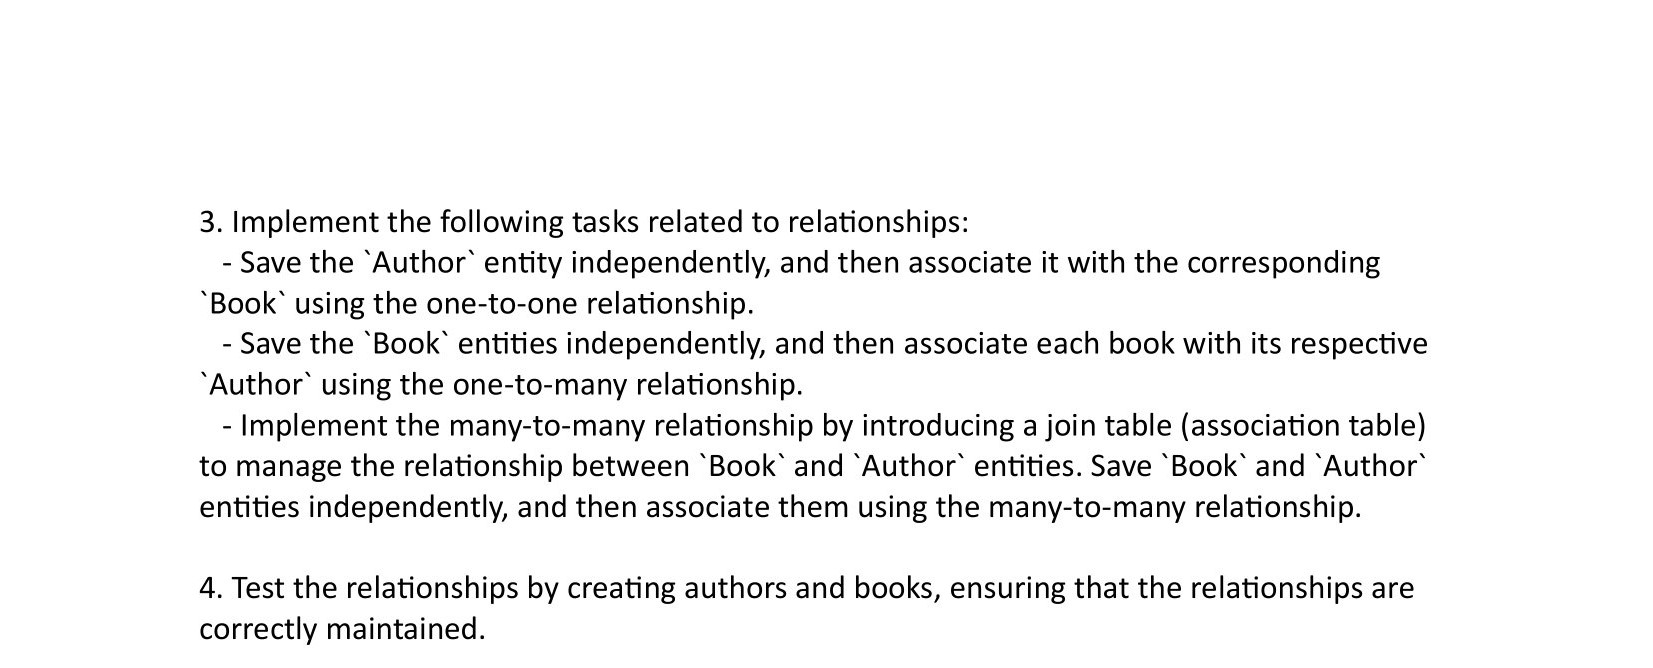 3. Implement the following tasks related to relationships:
- Save the `Author` entity independently, and then associate it with the corresponding
`Book` using the one-to-one relationship.
- Save the `Book` entities independently, and then associate each book with its respective
`Author` using the one-to-many relationship.
- Implement the many-to-many relationship by introducing a join table (association table)
to manage the relationship between `Book` and `Author` entities. Save `Book` and `Author`
entities independently, and then associate them using the many-to-many relationship.
4. Test the relationships by creating authors and books, ensuring that the relationships are
correctly maintained.